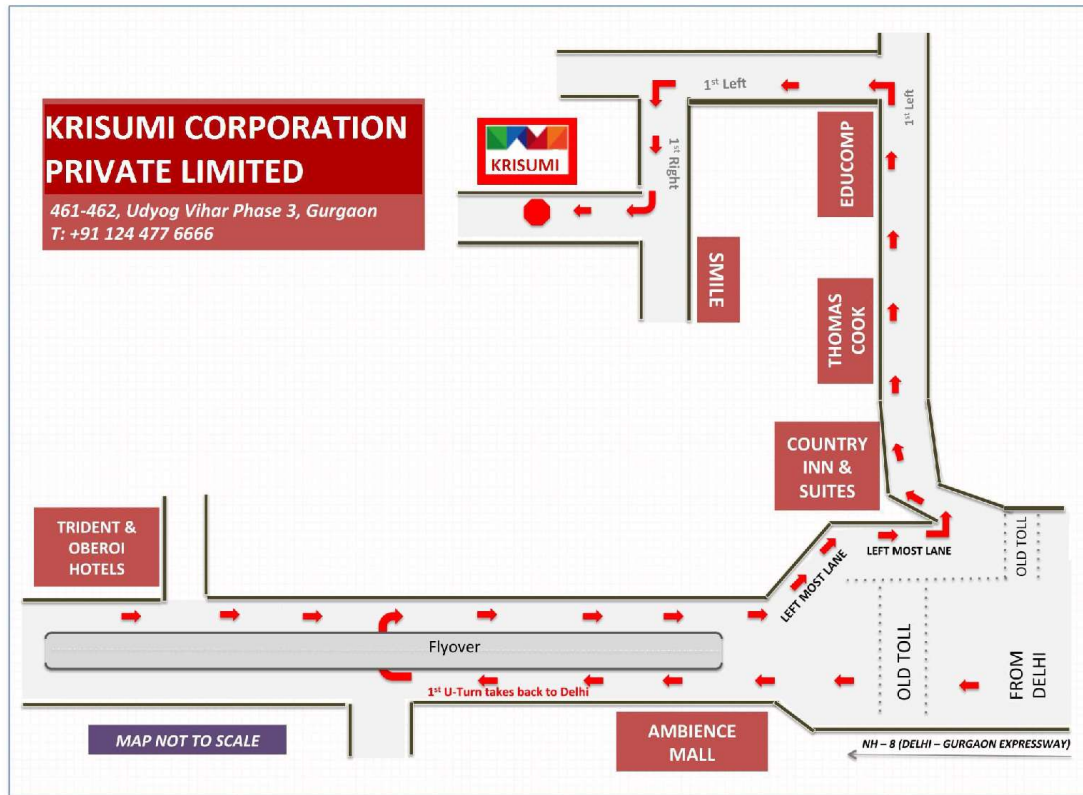 KRISUMI CORPORATION
PRIVATE LIMITED
461-462, Udyog Vihar Phase 3, Gurgaon
T: +91 124 477 6666
KRISUMI
1st Left
1st Left
1st Right
EDUCOMP
SMILE
THOMAS
COOK
COUNTRY
INN &
SUITES
TRIDENT &
OBEROI
HOTELS
LEFT MOST LANE
LEFT MOST LANE
OLD TOLL
OLD TOLL
FROM
DELHI
Flyover
1st U-Turn takes back to Delhi
MAP NOT TO SCALE
AMBIENCE
MALL
NH – 8 (DELHI – GURGAON EXPRESSWAY)